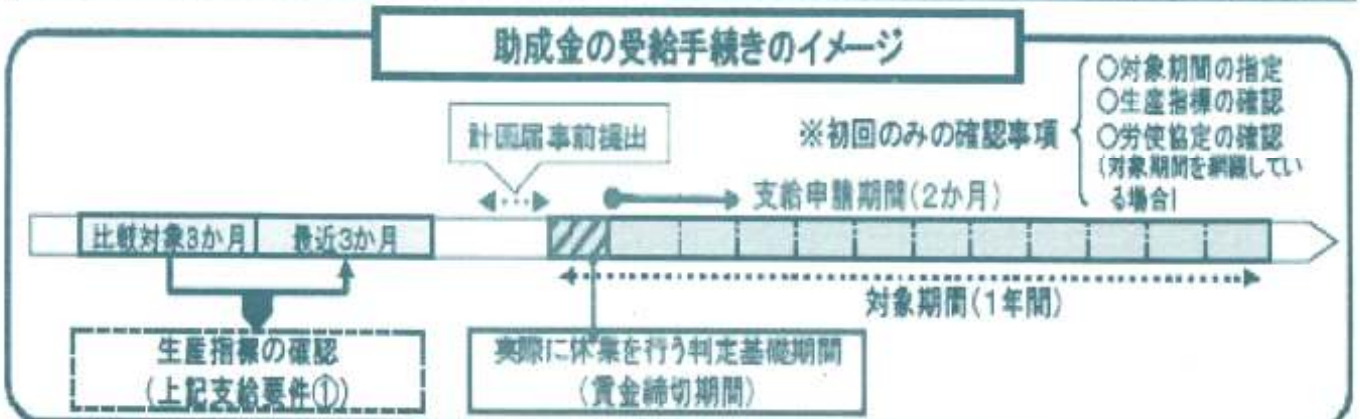 助成金の受給手続きのイメージ
計画届事前提出
※初回のみの確認事項
○対象期間の指定
○生産指標の確認
○労使協定の確認
(対象期間を網羅してい
る場合)
支給申請期間(2か月)
比較対象3か月
最近3か月
対象期間(1年間)
生産指標の確認
(上記支給要件①)
実際に休業を行う判定基礎期間
(賃金締切期間)